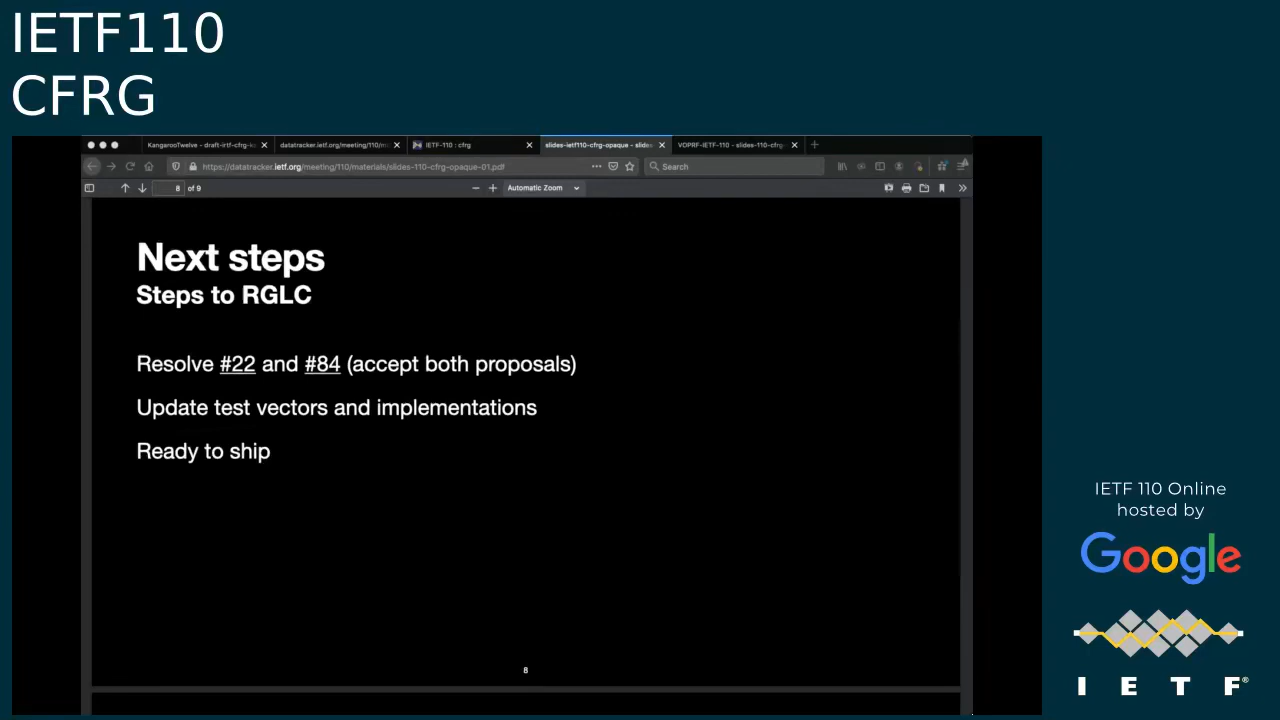 IETF110
CFRG
KangarooTwelve - draft-irtf-cfrg-k
datatracker.ietf.org/meeting/110/m
IETF-110 : cfrg
slides-ietf110-cfrg-opaque - slide
VOPRF-IETF-110 - slides-110-cfrg-
https://datatracker.ietf.org/meeting/110/materials/slides-110-cfrg-opaque-01.pdf
Search
8 of 9
Automatic Zoom
Next steps
Steps to RGLC
Resolve #22 and #84 (accept both proposals)
Update test vectors and implementations
Ready to ship
8
IETF 110 Online
hosted by
Google
I E T F®